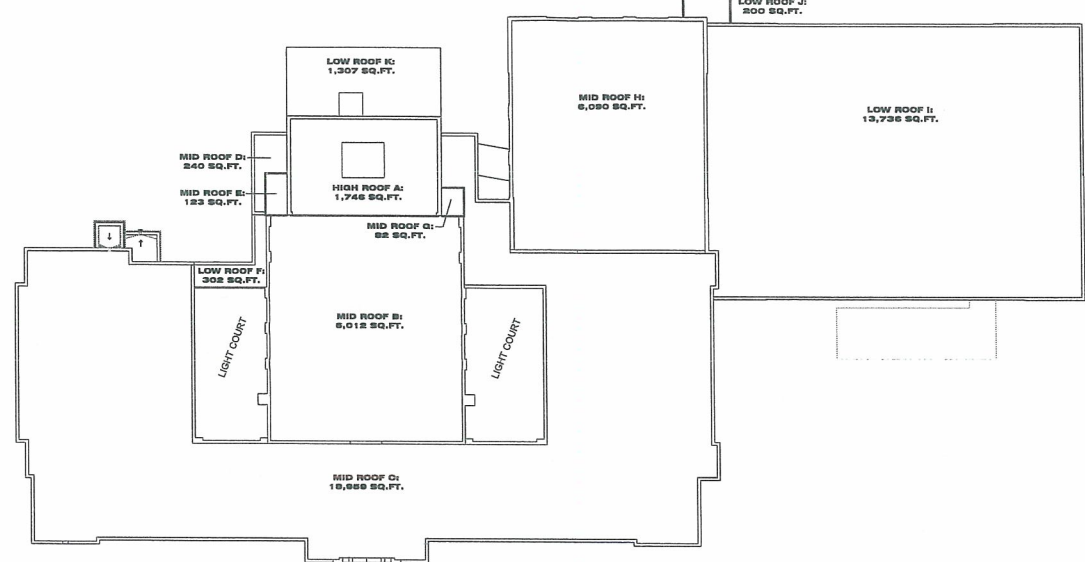 LOW ROOF J:
200 SQ.FT.
LOW ROOF K:
1,307 SQ.FT.
MID ROOF H:
6,090 SQ.FT.
LOW ROOF I:
13,736 SQ.FT.
MID ROOF D:
240 SQ.FT.
MID ROOF E:
123 SQ.FT.
HIGH ROOF A:
1,746 SQ.FT.
MID ROOF G:
82 SQ.FT.
LOW ROOF F:
302 SQ.FT.
MID ROOF B:
6,012 SQ.FT.
LIGHT COURT
LIGHT COURT
MID ROOF C:
SQ.FT.